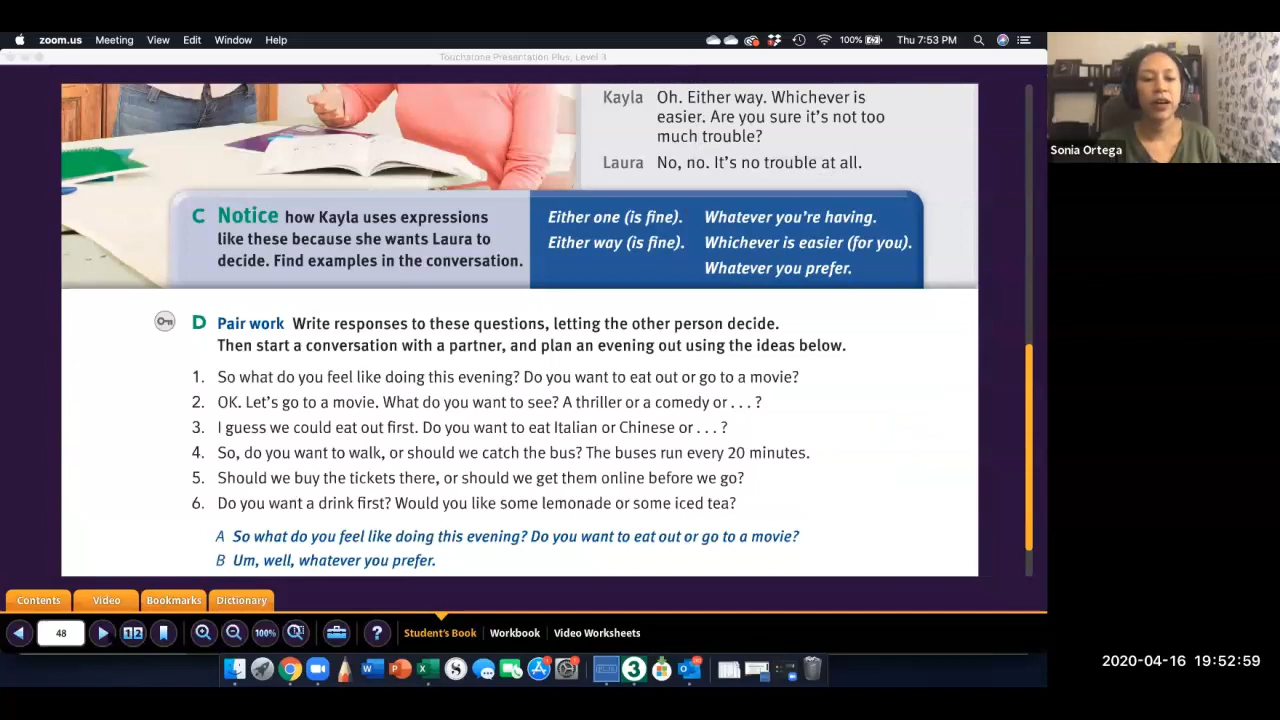 zoom.us Meeting View Edit Window Help 100% Thu 7:53 PM
Touchstone Presentation Plus, Level 3
Kayla Oh. Either way. Whichever is
easier. Are you sure it's not too
much trouble?
Laura No, no. It's no trouble at all.
Sonia Ortega
C Notice how Kayla uses expressions
like these because she wants Laura to
decide. Find examples in the conversation.
Either one (is fine). Whatever you're having.
Either way (is fine). Whichever is easier (for you).
Whatever you prefer.
D Pair work Write responses to these questions, letting the other person decide.
Then start a conversation with a partner, and plan an evening out using the ideas below.
1. So what do you feel like doing this evening? Do you want to eat out or go to a movie?
2. OK. Let's go to a movie. What do you want to see? A thriller or a comedy or . . . ?
3. I guess we could eat out first. Do you want to eat Italian or Chinese or . . . ?
4. So, do you want to walk, or should we catch the bus? The buses run every 20 minutes.
5. Should we buy the tickets there, or should we get them online before we go?
6. Do you want a drink first? Would you like some lemonade or some iced tea?
A So what do you feel like doing this evening? Do you want to eat out or go to a movie?
B Um, well, whatever you prefer.
Contents Video Bookmarks Dictionary
48 12 100% ? Student's Book Workbook Video Worksheets
2020-04-16 19:52:59